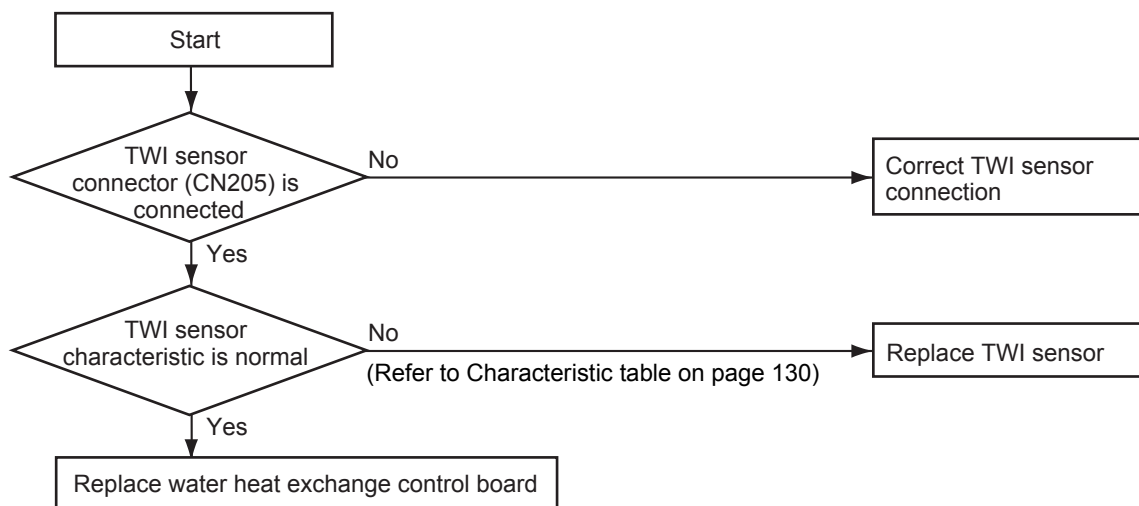 Start
TWI sensor
connector (CN205) is
connected
No
Correct TWI sensor
connection
Yes
TWI sensor
characteristic is normal
No
(Refer to Characteristic table on page 130)
Replace TWI sensor
Yes
Replace water heat exchange control board